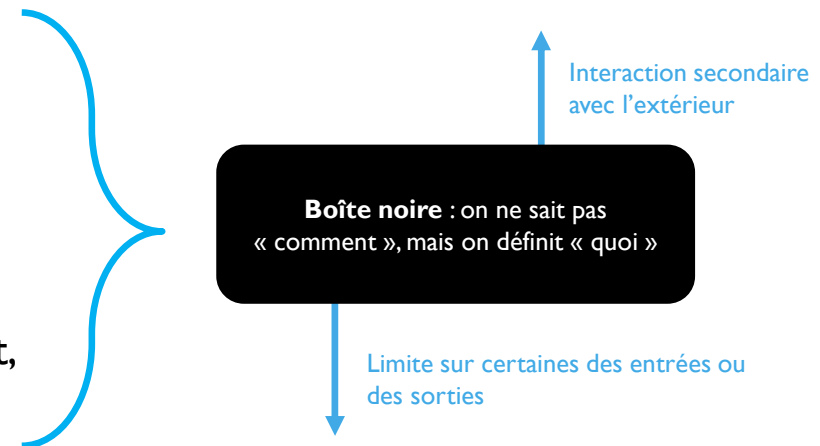 Interaction secondaire
avec l’extérieur
Boîte noire : on ne sait pas
« comment », mais on définit « quoi »
t,
Limite sur certaines des entrées ou
des sorties